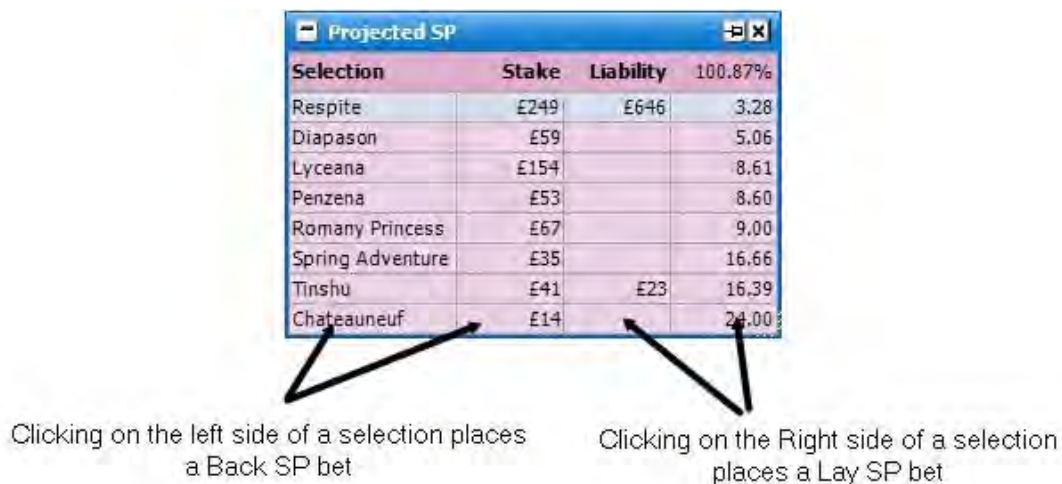 Projected SP
Selection Stake Liability 100.87%
Respite £249 £646 3.28
Diapason £59 5.06
Lyceana £154 8.61
Penzena £53 8.60
Romany Princess £67 9.00
Spring Adventure £35 16.66
Tinshu £41 £23 16.39
Chateauneuf £14 24.00
Clicking on the left side of a selection places
a Back SP bet
Clicking on the Right side of a selection
places a Lay SP bet